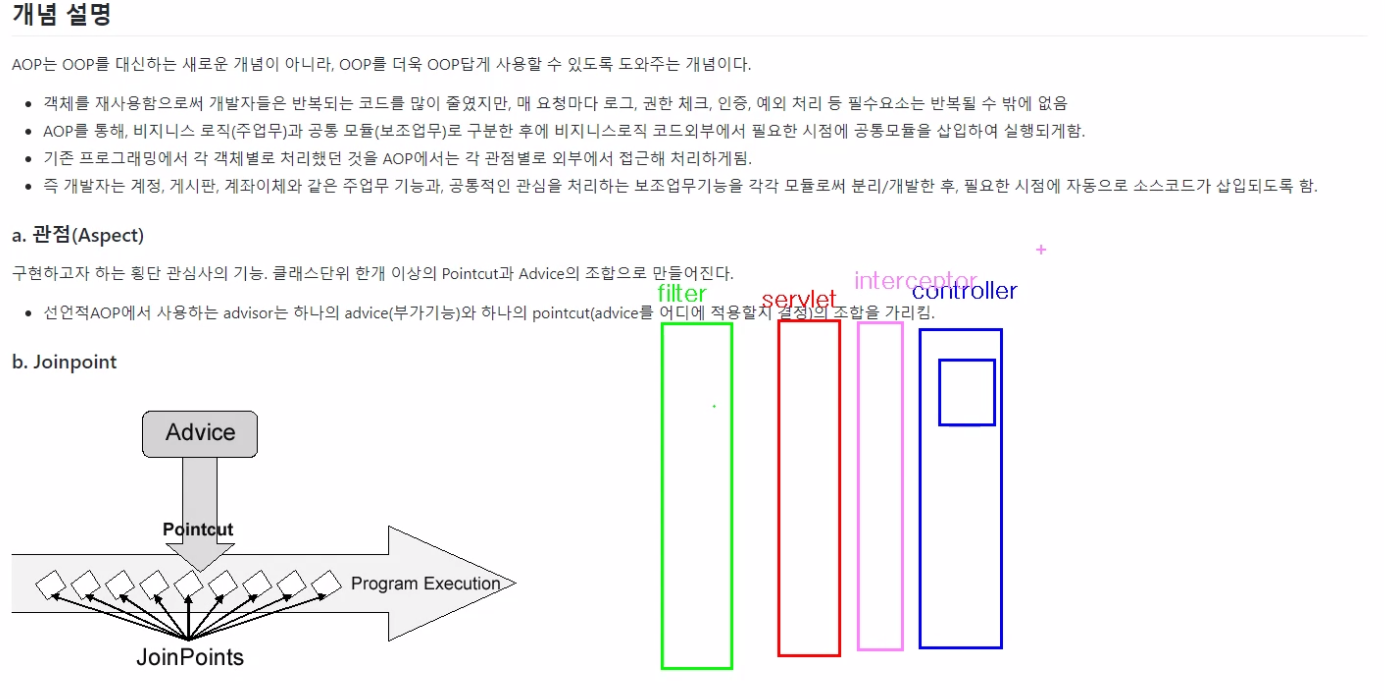 개념 설명
AOP는 OOP를 대신하는 새로운 개념이 아니라, OOP를 더욱 OOP답게 사용할 수 있도록 도와주는 개념이다.
• 객체를 재사용함으로써 개발자들은 반복되는 코드를 많이 줄였지만, 매 요청마다 로그, 권한 체크, 인증, 예외 처리 등 필수요소는 반복될 수 밖에 없음
• AOP를 통해, 비지니스 로직(주업무)과 공통 모듈(보조업무)로 구분한 후에 비지니스로직 코드외부에서 필요한 시점에 공통모듈을 삽입하여 실행되게함.
• 기존 프로그래밍에서 각 객체별로 처리했던 것을 AOP에서는 각 관점별로 외부에서 접근해 처리하게됨.
• 즉 개발자는 계정, 게시판, 계좌이체와 같은 주업무 기능과, 공통적인 관심을 처리하는 보조업무기능을 각각 모듈로써 분리/개발한 후, 필요한 시점에 자동으로 소스코드가 삽입되도록 함.
a. 관점(Aspect)
구현하고자 하는 횡단 관심사의 기능. 클래스단위 한개 이상의 Pointcut과 Advice의 조합으로 만들어진다.
• 선언적AOP에서 사용하는 advisor는 하나의 advice(부가기능)와 하나의 pointcut(advice를 어디에 적용할지 결정)의 조합을 가리킴.
filter
servlet
interceptor
controller
b. Joinpoint
Advice
Pointcut
Program Execution
JoinPoints